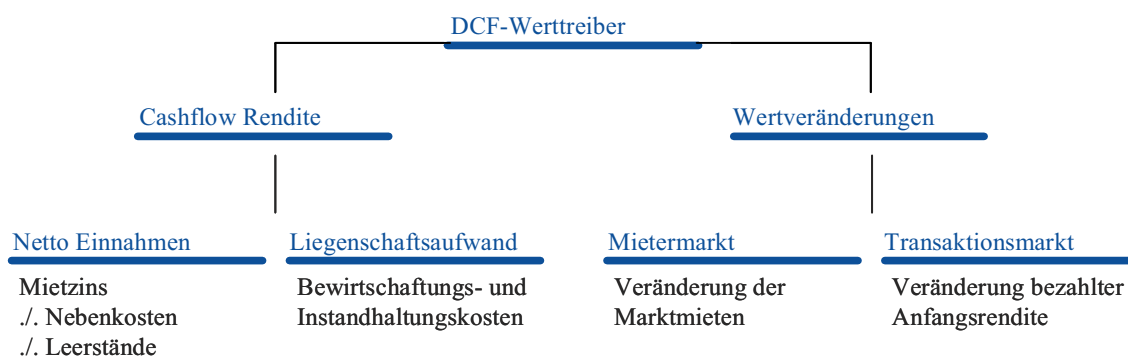 DCF-Werttreiber
Cashflow Rendite
Wertveränderungen
Netto Einnahmen
Mietzins
./. Nebenkosten
./. Leerstände
Liegenschaftsaufwand
Bewirtschaftungs- und
Instandhaltungskosten
Mietermarkt
Veränderung der
Marktmieten
Transaktionsmarkt
Veränderung bezahlter
Anfangsrendite